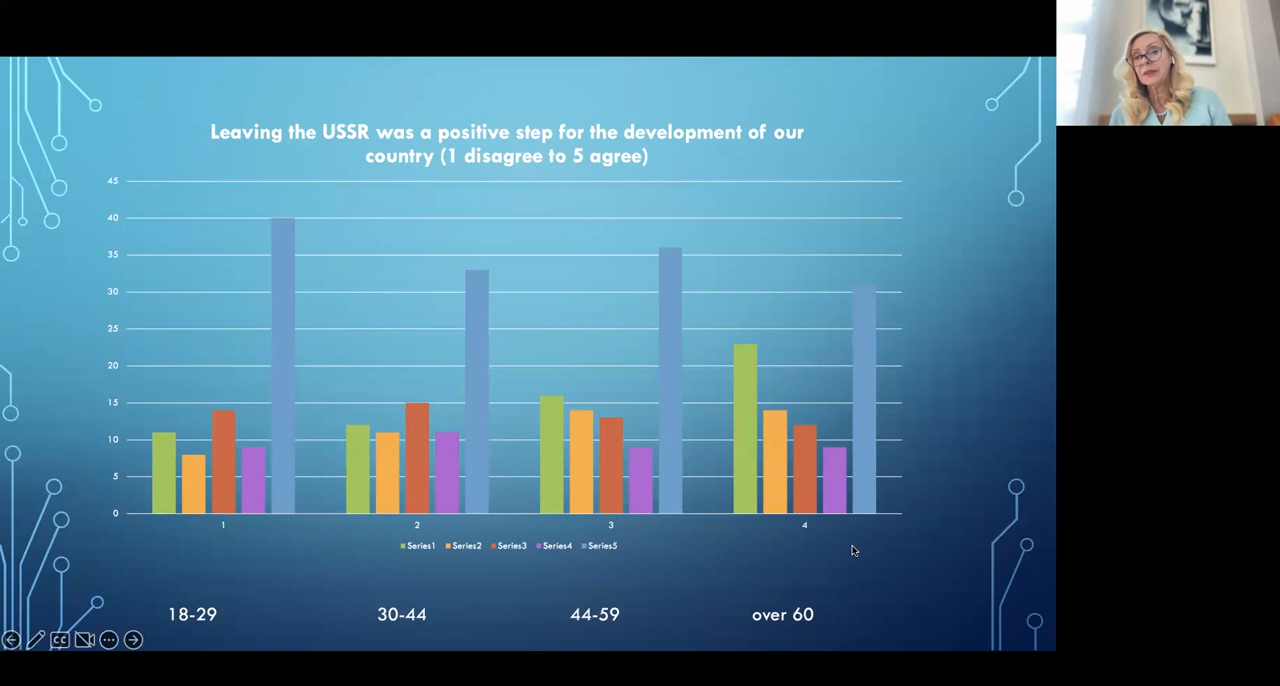 Leaving the USSR was a positive step for the development of our
country (1 disagree to 5 agree)
45
40
35
30
25
20
15
10
5
0
1 2 3 4
Series1 Series2 Series3 Series4 Series5
18-29 30-44 44-59 over 60
CC